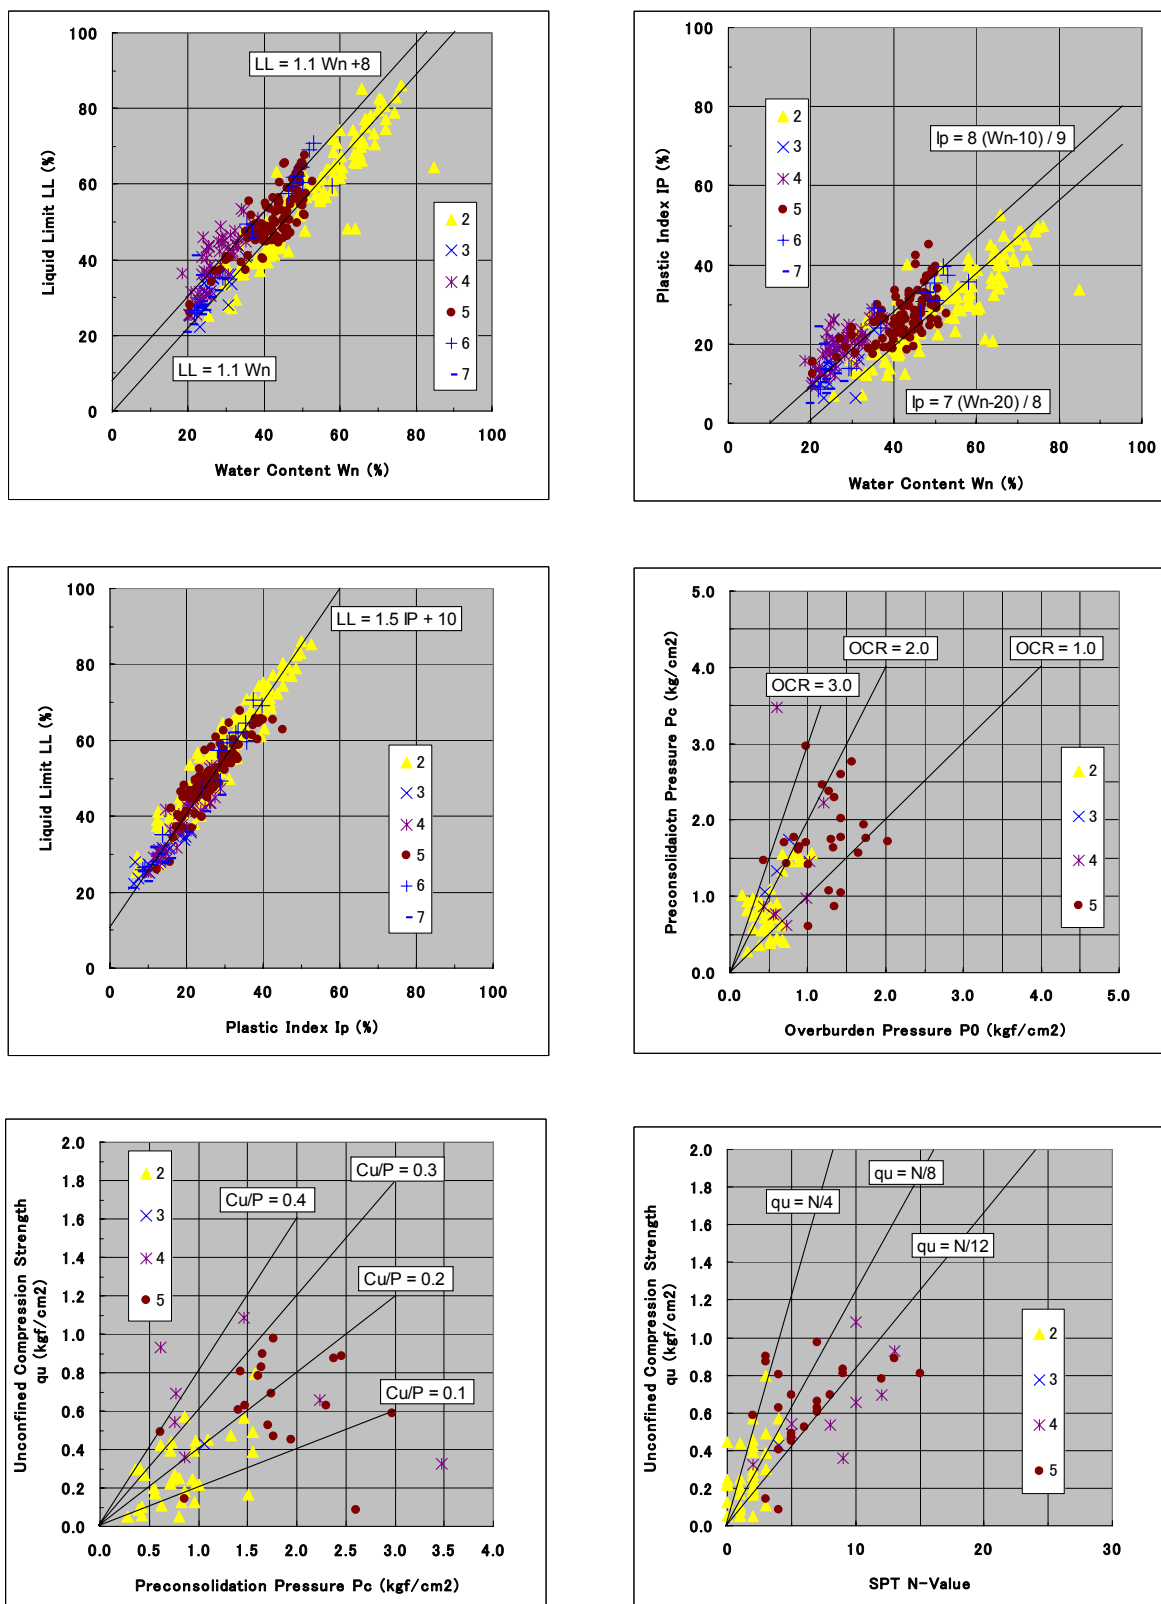 100
80
60
40
20
0
0 20 40 60 80 100
Liquid Limit LL (%)
Water Content Wn (%)
LL = 1.1 Wn +8
LL = 1.1 Wn
2
3
4
5
6
7
100
80
60
40
20
0
0 20 40 60 80 100
Plastic Index IP (%)
Water Content Wn (%)
Ip = 8 (Wn-10) / 9
Ip = 7 (Wn-20) / 8
2
3
4
5
6
7
100
80
60
40
20
0
0 20 40 60 80 100
Liquid Limit LL (%)
Plastic Index Ip (%)
LL = 1.5 IP + 10
2
3
4
5
6
7
5.0
4.0
3.0
2.0
1.0
0.0
0.0 1.0 2.0 3.0 4.0 5.0
Preconsolidaiotn Pressure Pc (kg/cm2)
Overburden Pressure P0 (kgf/cm2)
OCR = 2.0
OCR = 1.0
OCR = 3.0
2
3
4
5
2.0
1.8
1.6
1.4
1.2
1.0
0.8
0.6
0.4
0.2
0.0
0.0 0.5 1.0 1.5 2.0 2.5 3.0 3.5 4.0
Unconfined Compression Strength
qu (kgf/cm2)
Preconsolidation Pressure Pc (kgf/cm2)
Cu/P = 0.3
Cu/P = 0.4
Cu/P = 0.2
Cu/P = 0.1
2
3
4
5
2.0
1.8
1.6
1.4
1.2
1.0
0.8
0.6
0.4
0.2
0.0
0 10 20 30
Unconfined Compression Strength
qu (kgf/cm2)
SPT N-Value
qu = N/8
qu = N/4
qu = N/12
2
3
4
5